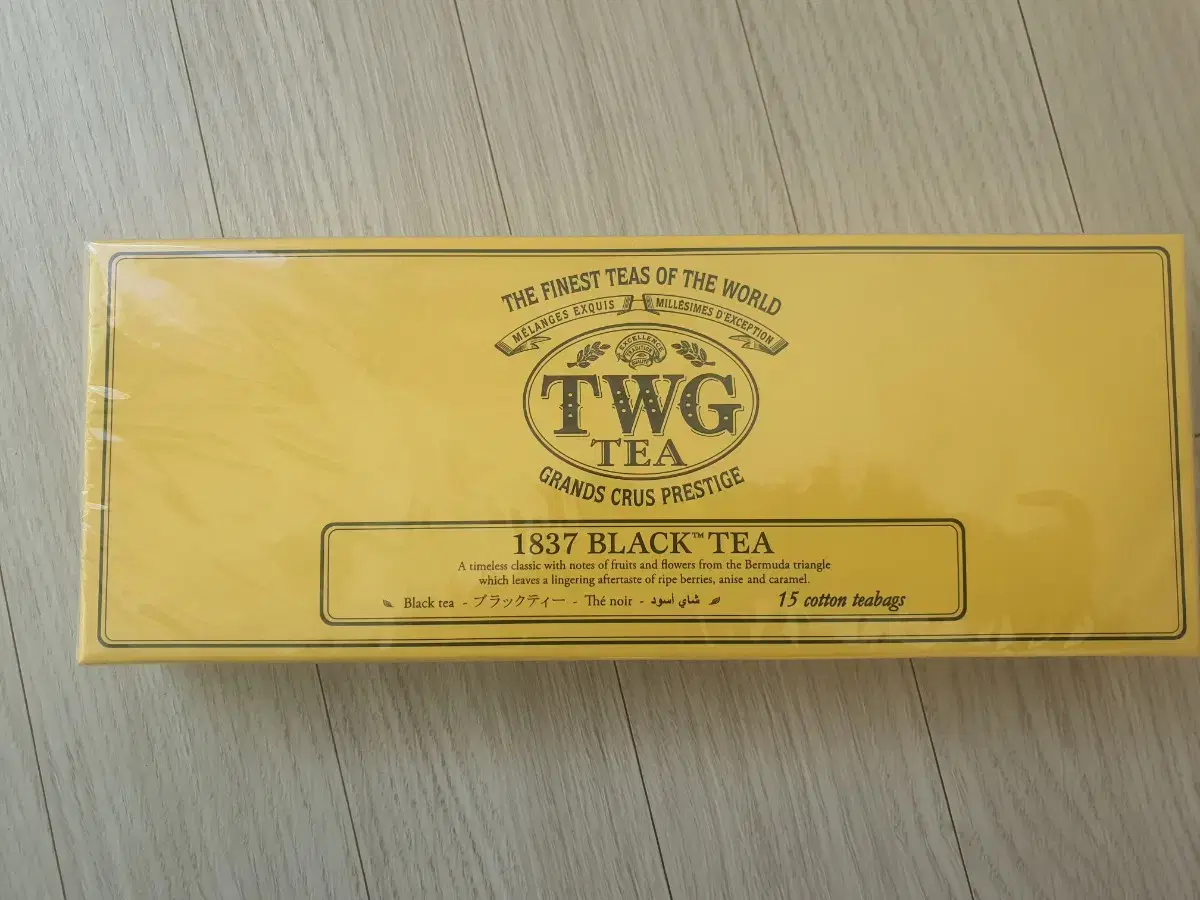 THE FINEST TEAS OF THE WORLD
MÉLANGES EXQUIS MILLÉSIMES D'EXCEPTION
EXCELLENCE
TRADITION
TWG
TEA
GRANDS CRUS PRESTIGE
1837 BLACK™ TEA
A timeless classic with notes of fruits and flowers from the Bermuda triangle
which leaves a lingering aftertaste of ripe berries, anise and caramel.
Black tea - ブラックティー - Thé noir - شاي أسود
15 cotton teabags